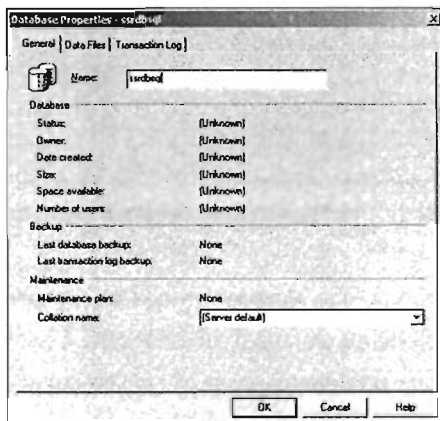 Database Properties - ssrdbsql X
General Data Files Transaction Log
Name: ssrdbsql
Database
Status: (Unknown)
Owner: (Unknown)
Date created: (Unknown)
Size: (Unknown)
Space available: (Unknown)
Number of users: (Unknown)
Backup
Last database backup: None
Last transaction log backup: None
Maintenance
Maintenance plan: None
Collation name: (Server default)
OK Cancel Help